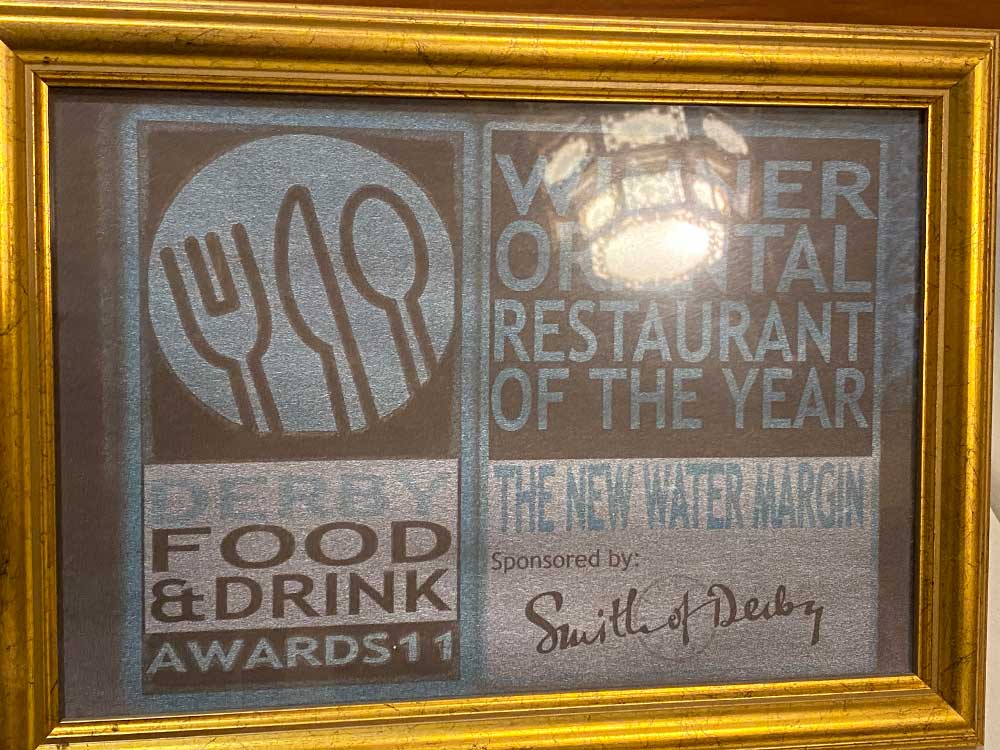 DERBY
FOOD
& DRINK
AWARDS11
WINNER
ORIENTAL
RESTAURANT
OF THE YEAR
THE NEW WATER MARGIN
Sponsored by:
Smith of Derby